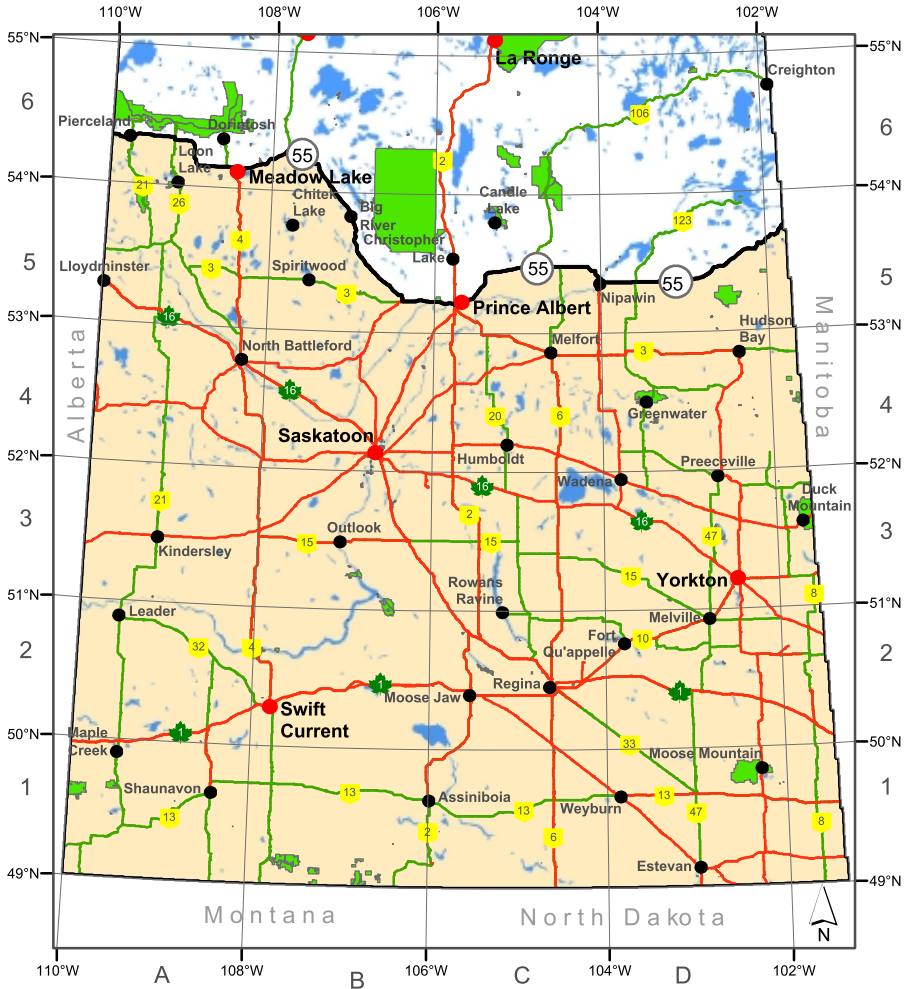 110°W 108°W 106°W 104°W 102°W
55°N 55°N
La Ronge
Creighton
6 6
106
Pierceland
Dorintosh
55
2
Loon
Lake
54°N 54°N
Meadow Lake
21
26
Chitek
Lake
Big
River
Candle
Lake
123
4
Christopher
Lake
5 5
Lloydminster
3
Spiritwood
3
55
55
Nipawin
Prince Albert
53°N 53°N
16
Hudson
Bay
North Battleford
Melfort
3
Alberta
Manitoba
16
4 4
Greenwater
20
6
Saskatoon
Humboldt
52°N 52°N
Preeceville
Wadena
16
21
Duck
Mountain
3 3
2
16
Outlook
15
15
47
Kindersley
Yorkton
15
Rowans
Ravine
8
51°N 51°N
Leader
Melville
Fort
Qu'appelle
10
32
4
2 2
Regina
1
1
Moose Jaw
Swift
Current
Maple
Creek
1
50°N 50°N
33
Moose Mountain
1 1
Shaunavon
13
Assiniboia
13
13
Weyburn
13
47
8
2
6
Estevan
49°N 49°N
Montana North Dakota
N
110°W 108°W 106°W 104°W 102°W
A B C D